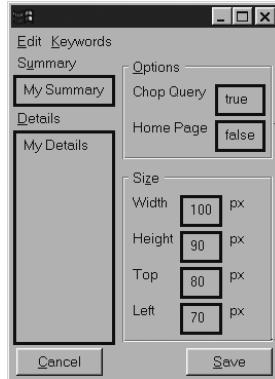 Edit Keywords
Summary
My Summary
Details
My Details
Options
Chop Query true
Home Page false
Size
Width 100 px
Height 90 px
Top 80 px
Left 70 px
Cancel Save